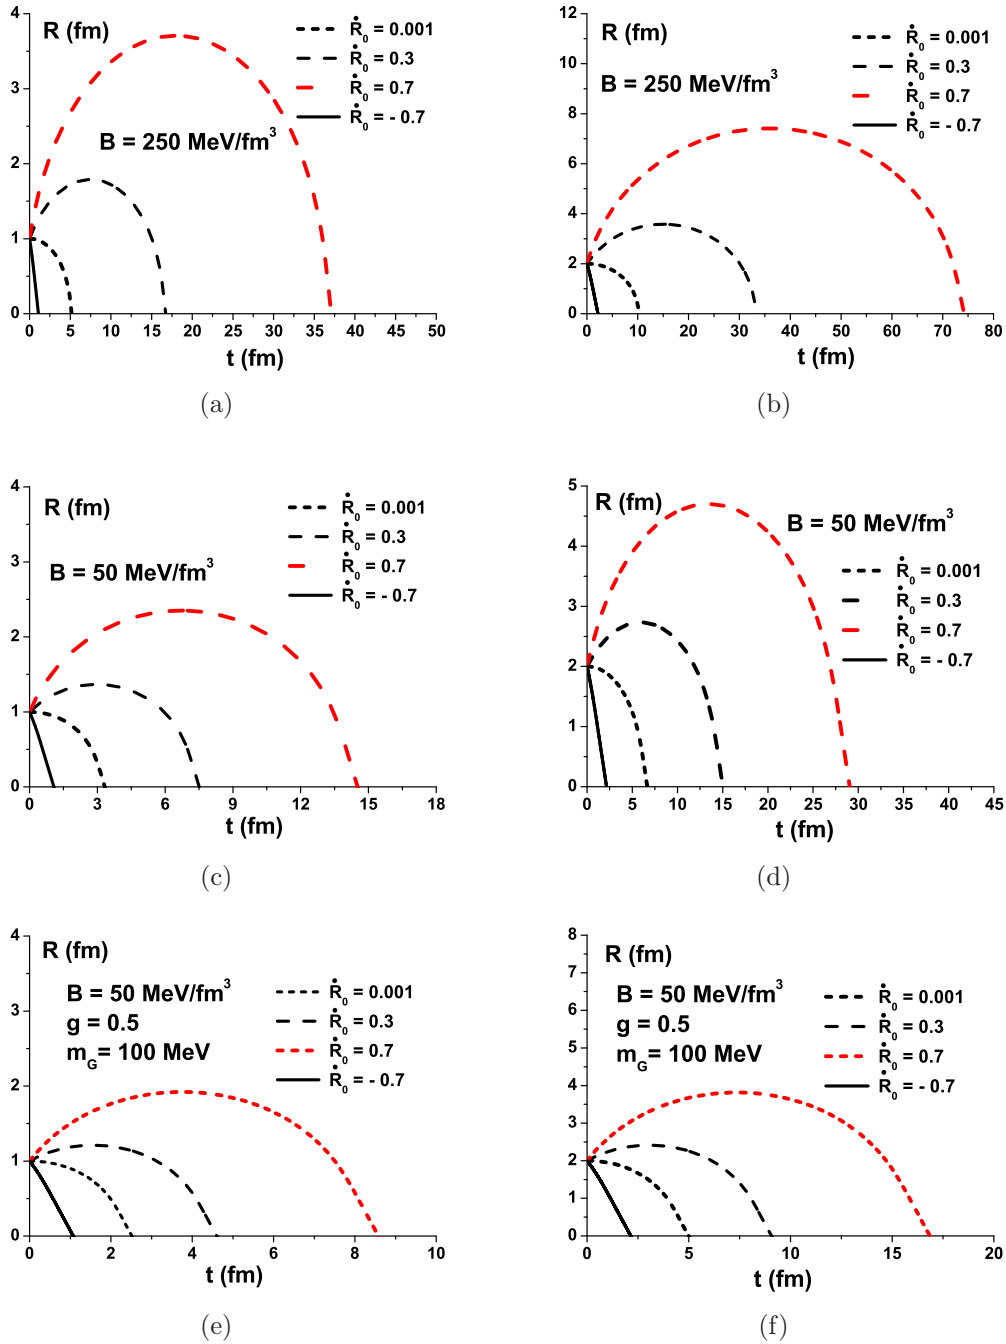 4
R (fm)
Ṙ₀ = 0.001
Ṙ₀ = 0.3
Ṙ₀ = 0.7
Ṙ₀ = - 0.7
B = 250 MeV/fm³
3
2
1
0
0 5 10 15 20 25 30 35 40 45 50
t (fm)
(a)
12
R (fm)
Ṙ₀ = 0.001
Ṙ₀ = 0.3
Ṙ₀ = 0.7
Ṙ₀ = - 0.7
B = 250 MeV/fm³
10
8
6
4
2
0
0 10 20 30 40 50 60 70 80
t (fm)
(b)
4
R (fm)
Ṙ₀ = 0.001
Ṙ₀ = 0.3
Ṙ₀ = 0.7
Ṙ₀ = - 0.7
B = 50 MeV/fm³
3
2
1
0
0 3 6 9 12 15 18
t (fm)
(c)
5
R (fm)
B = 50 MeV/fm³
Ṙ₀ = 0.001
Ṙ₀ = 0.3
Ṙ₀ = 0.7
Ṙ₀ = - 0.7
4
3
2
1
0
0 5 10 15 20 25 30 35 40 45
t (fm)
(d)
4
R (fm)
B = 50 MeV/fm³
g = 0.5
m_G= 100 MeV
Ṙ₀ = 0.001
Ṙ₀ = 0.3
Ṙ₀ = 0.7
Ṙ₀ = - 0.7
3
2
1
0
0 2 4 6 8 10
t (fm)
(e)
8
R (fm)
B = 50 MeV/fm³
g = 0.5
m_G= 100 MeV
Ṙ₀ = 0.001
Ṙ₀ = 0.3
Ṙ₀ = 0.7
Ṙ₀ = - 0.7
7
6
5
4
3
2
1
0
0 5 10 15 20
t (fm)
(f)